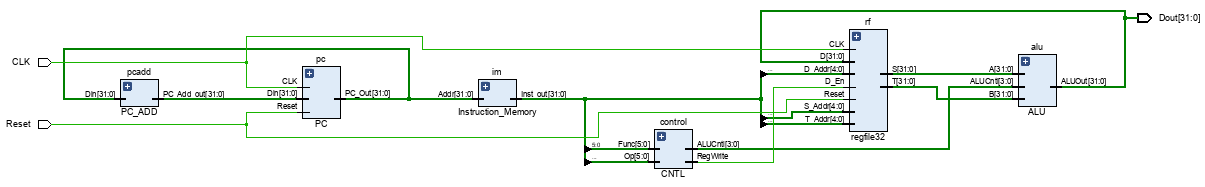 rf
Dout[31:0]
CLK
CLK
pcadd
pc
im
alu
D[31:0]
D_Addr[4:0]
D_En
Reset
S_Addr[4:0]
T_Addr[4:0]
S[31:0]
T[31:0]
regfile32
A[31:0]
ALUCnt[3:0]
B[31:0]
ALUOut[31:0]
ALU
Din[31:0]
PC_Add_out[31:0]
PC_ADD
CLK
Din[31:0]
Reset
PC_Out[31:0]
PC
Addr[31:0]
Inst_out[31:0]
Instruction_Memory
Reset
control
5:0
Func[5:0]
...
Op[5:0]
ALUCntl[3:0]
RegWrite
CNTL